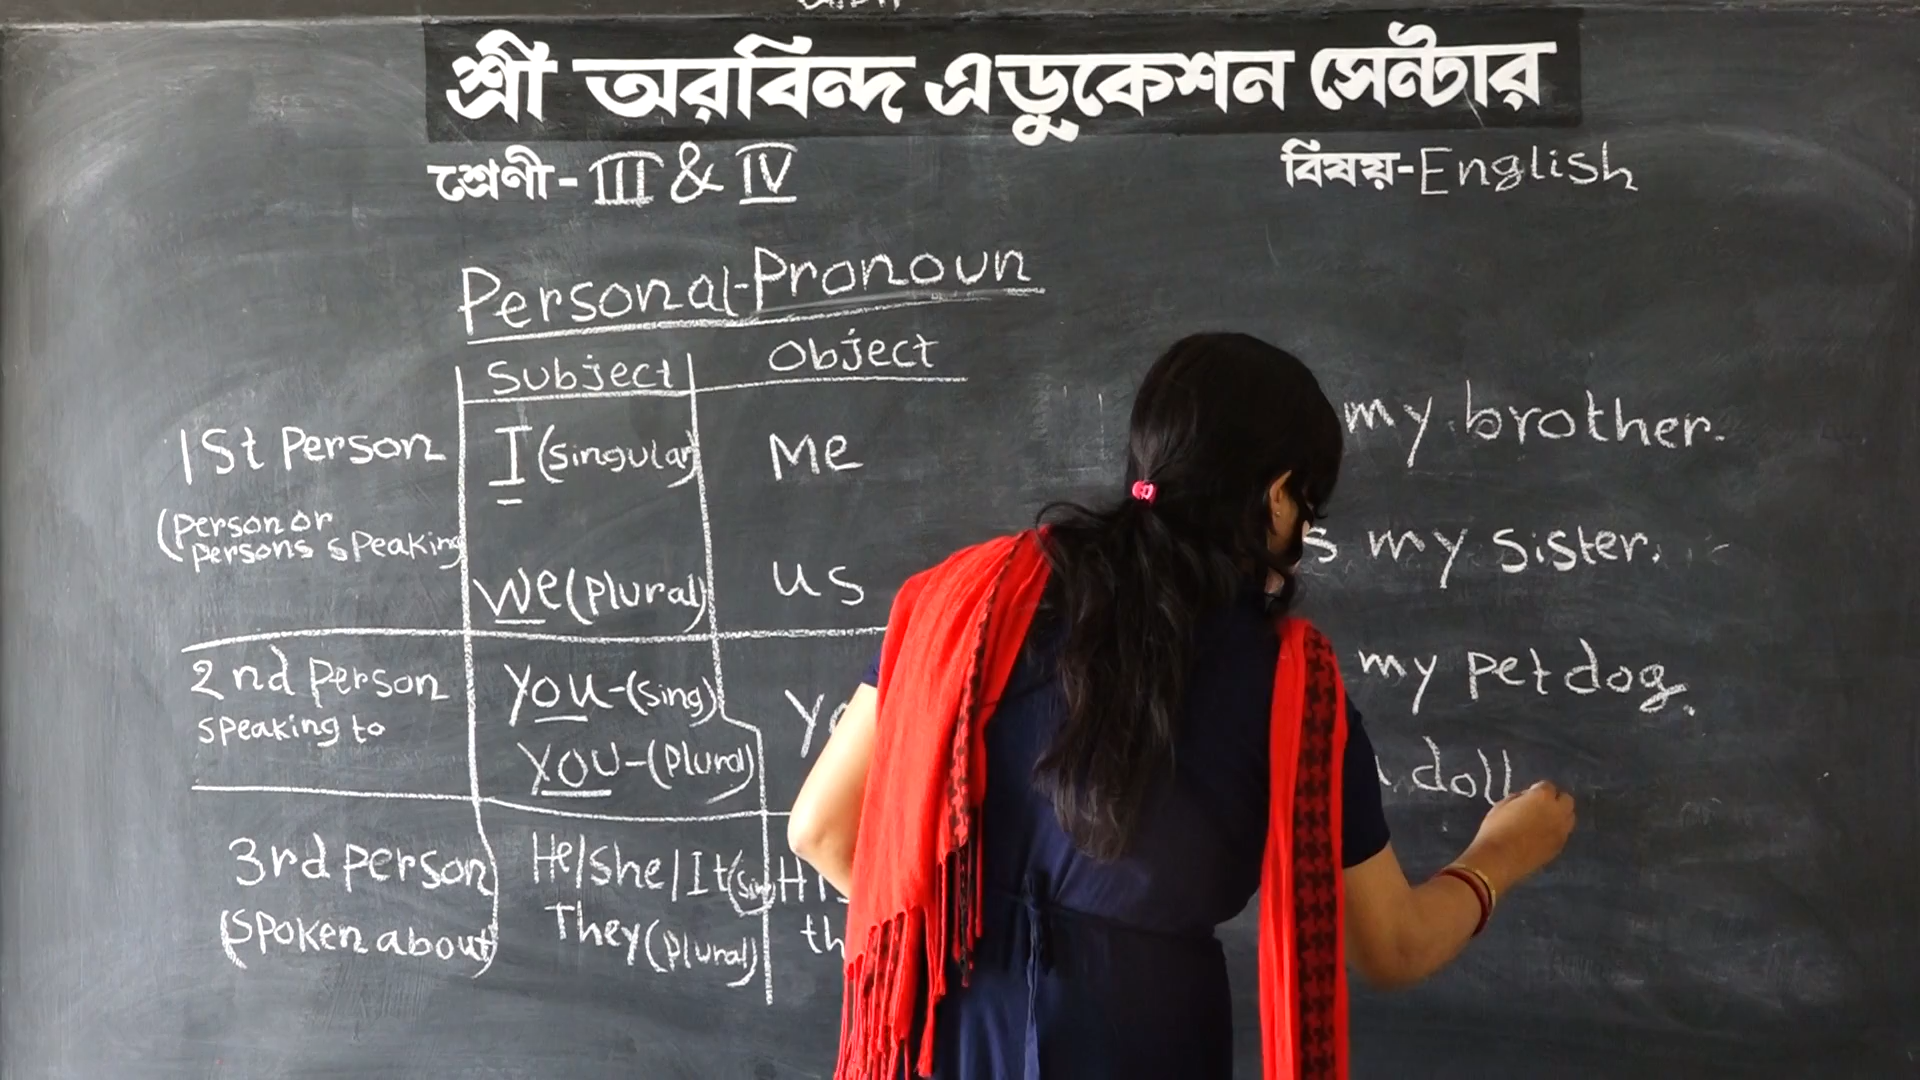 শ্রী অরবিন্দ এডুকেশন সেন্টার
শ্রেণী- III & IV
বিষয়-English
Personal-Pronoun
Subject Object
1st Person I (Singular) Me
(Person or
persons speaking
We (Plural) us
2nd Person You-(Sing)
Speaking to
You-(Plural)
3rd person He/She/It
(Spoken about) They (Plural)
my brother.
my sister.
my pet dog.
doll